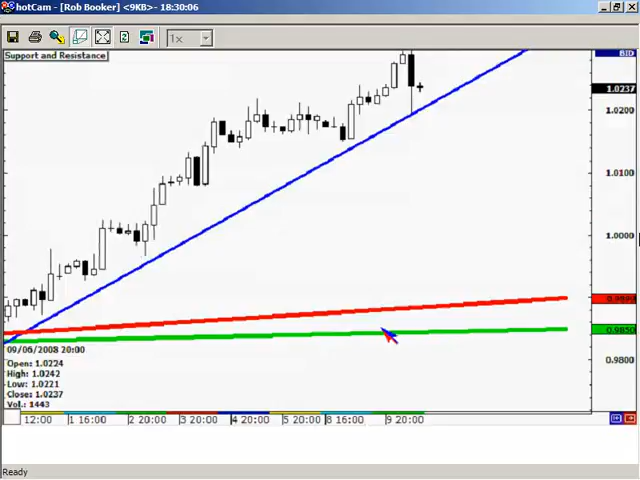 hotCam - [Rob Booker] <9KB>- 18:30:06
1x
Support and Resistance
BID
1.0237
1.0200
1.0100
1.0000
0.9850
0.9800
09/06/2008 20:00
Open: 1.0224
High: 1.0242
Low: 1.0221
Close: 1.0237
Vol.: 1443
12:00 1 16:00 2 20:00 3 20:00 4 20:00 5 20:00 8 16:00 9 20:00
Ready